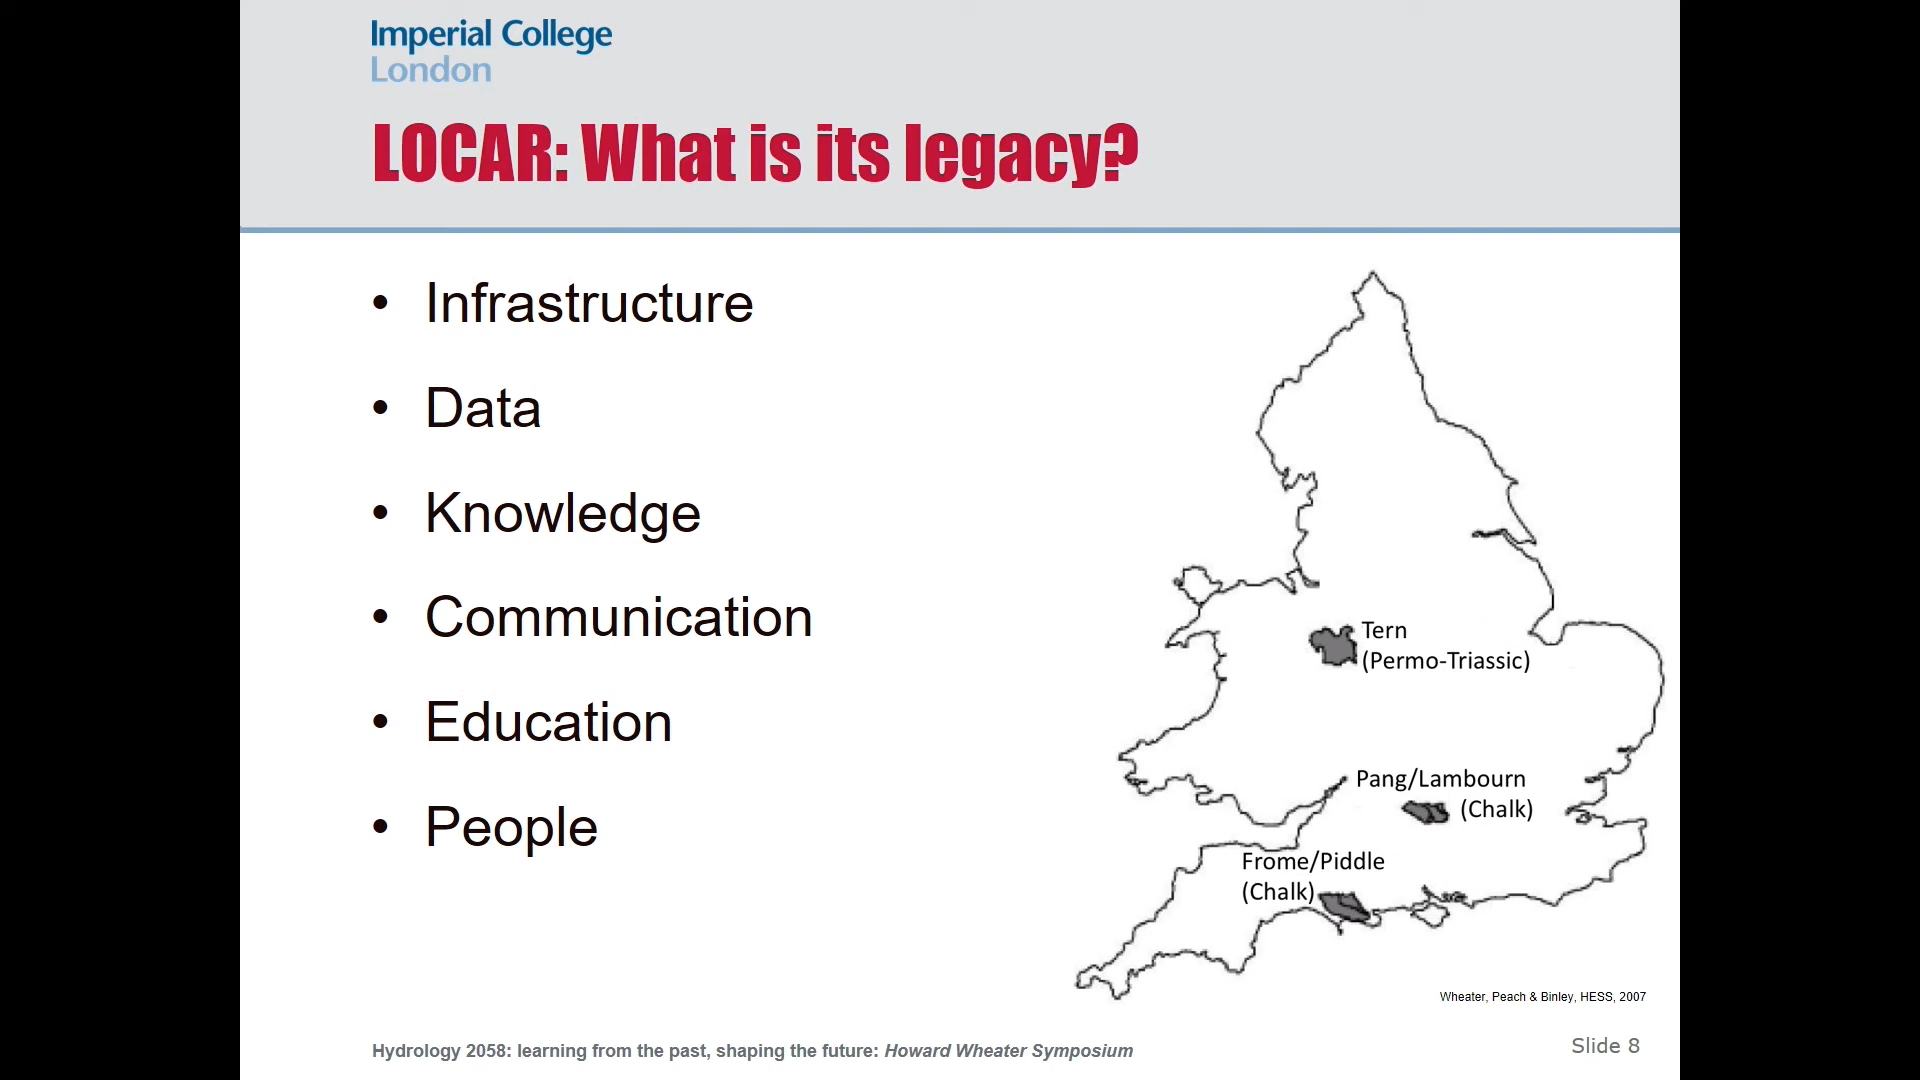 Imperial College
London
LOCAR: What is its legacy?
• Infrastructure
• Data
• Knowledge
• Communication
• Education
• People
Tern
(Permo-Triassic)
Pang/Lambourn
(Chalk)
Frome/Piddle
(Chalk)
Wheater, Peach & Binley, HESS, 2007
Hydrology 2058: learning from the past, shaping the future: Howard Wheater Symposium
Slide 8